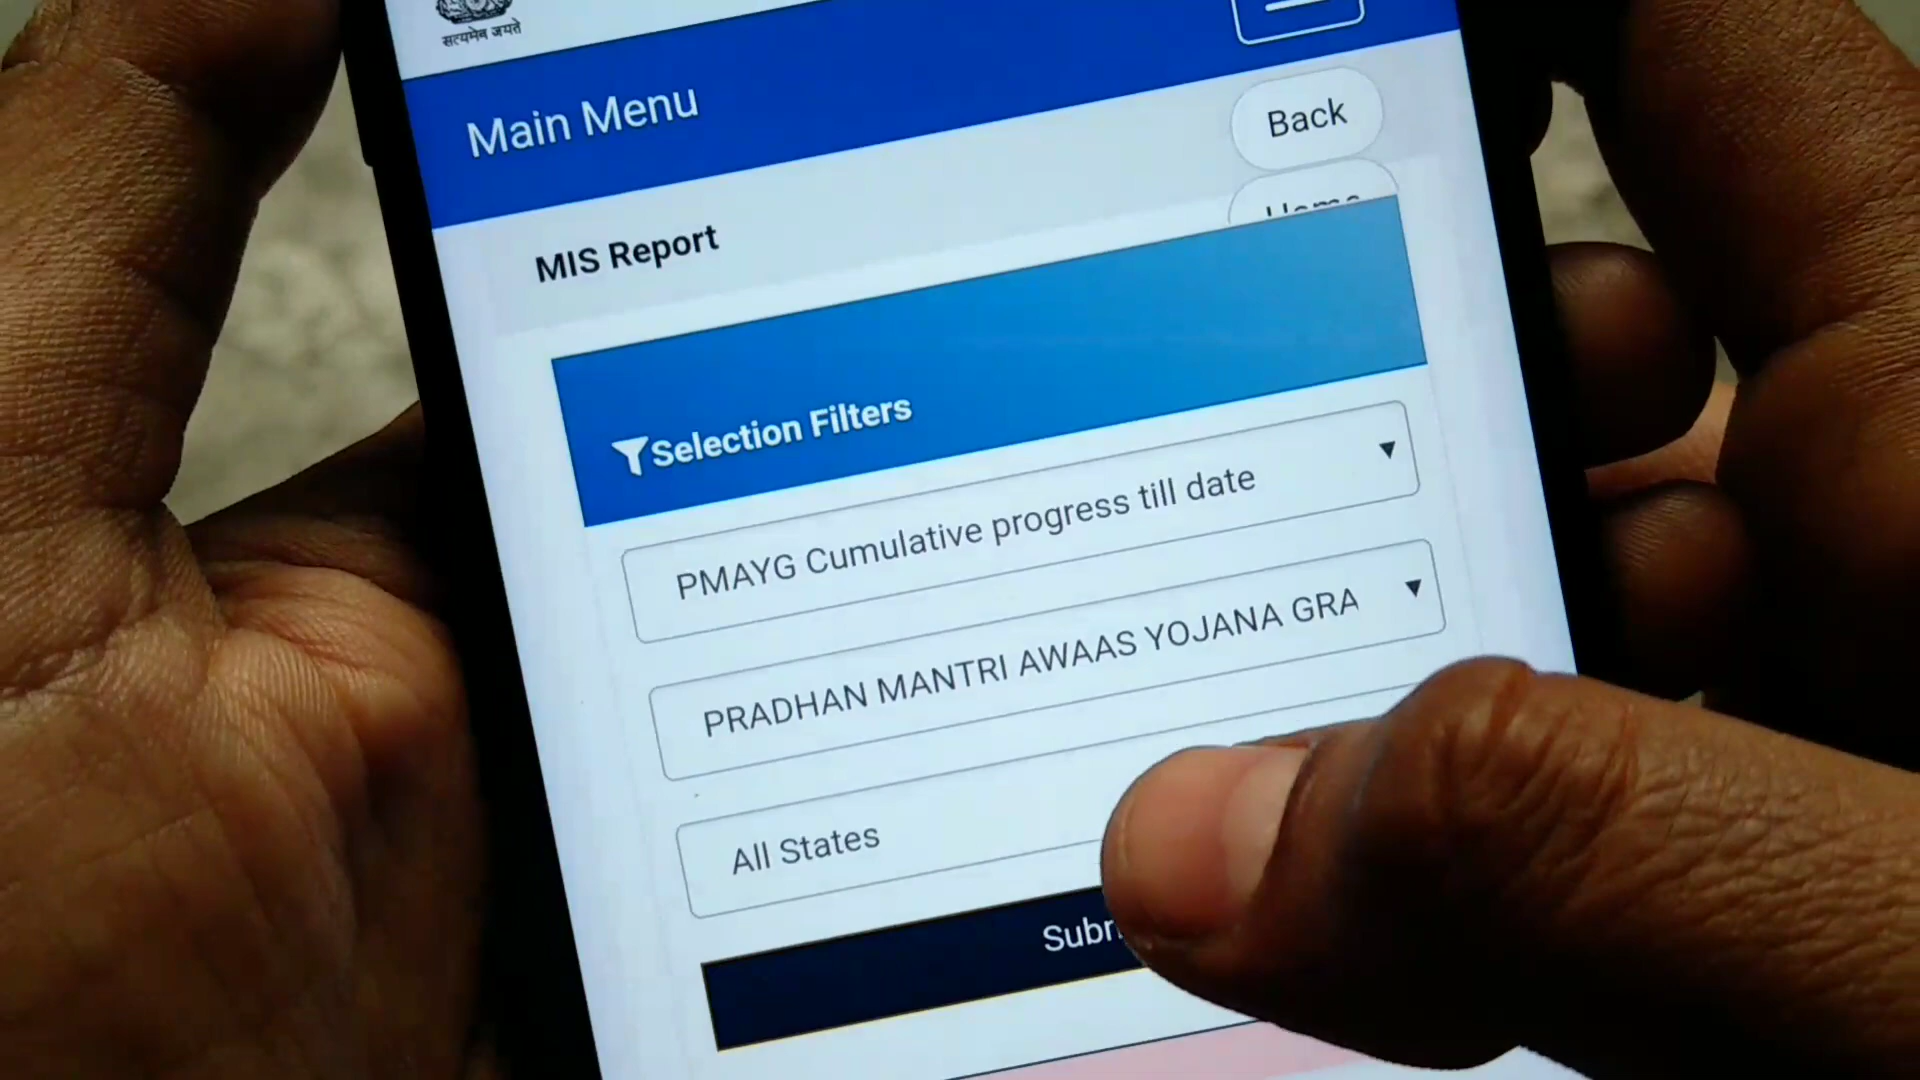 सत्यमेव जयते
Main Menu
Back
MIS Report
Selection Filters
PMAYG Cumulative progress till date
PRADHAN MANTRI AWAAS YOJANA GRA
All States